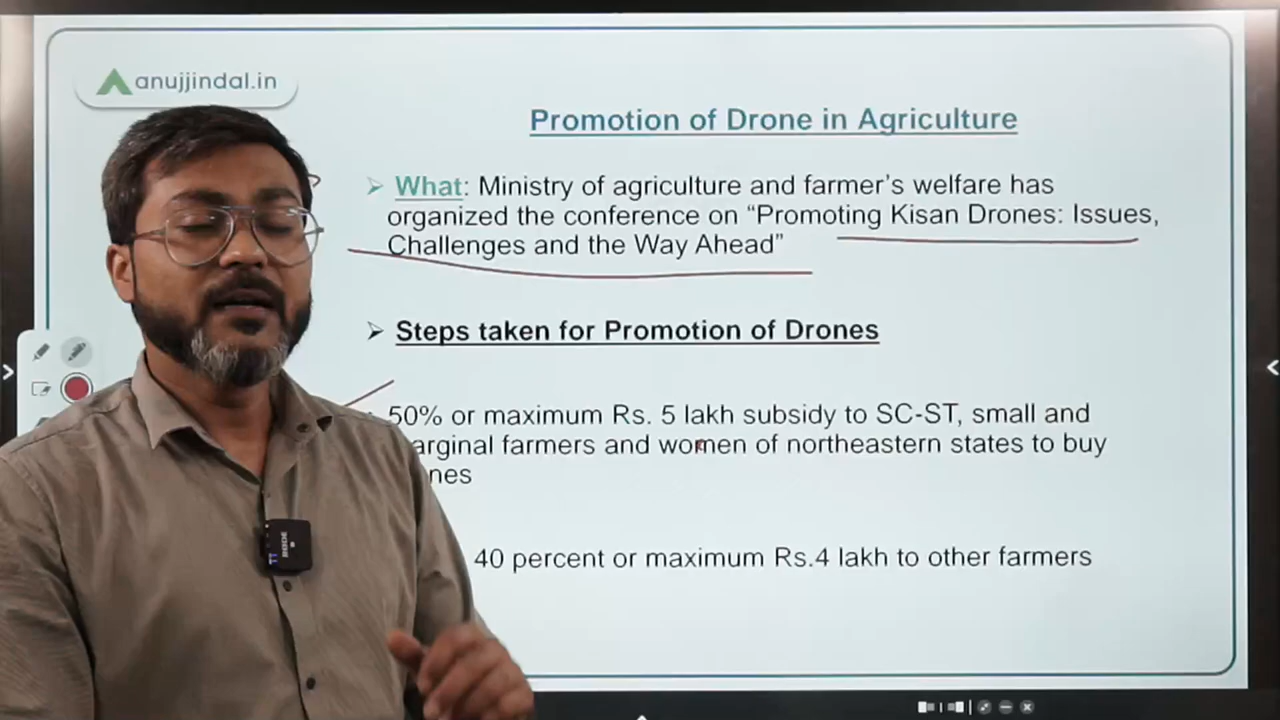 anujjindal.in
Promotion of Drone in Agriculture
What: Ministry of agriculture and farmer’s welfare has
organized the conference on “Promoting Kisan Drones: Issues,
Challenges and the Way Ahead”
Steps taken for Promotion of Drones
50% or maximum Rs. 5 lakh subsidy to SC-ST, small and
arginal farmers and women of northeastern states to buy
nes
40 percent or maximum Rs.4 lakh to other farmers
RODE